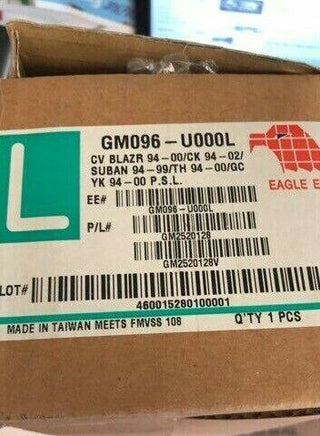 GM096-U000L
L
CV BLAZR 94-00/CK 94-02/
SUBAN 94-99/TH 94-00/GC
YK 94-00 P.S.L.
EAGLE E
EE#
GM096-U000L
P/L#
GM2520128
GM2520128V
LOT#
460015280100001
MADE IN TAIWAN MEETS FMVSS 108
Q'TY 1 PCS